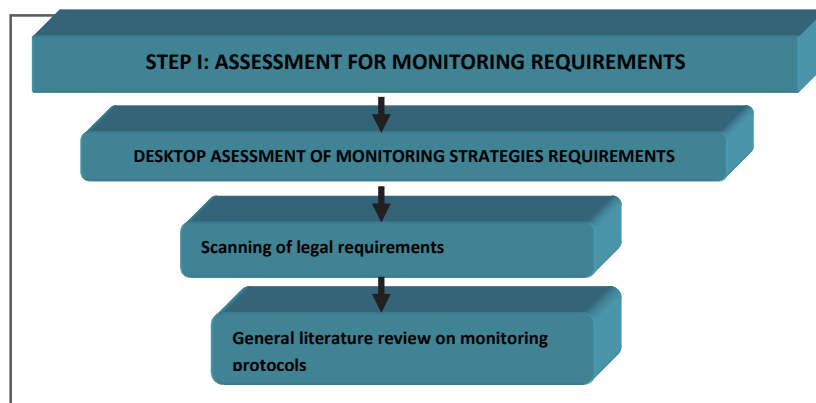 STEP I: ASSESSMENT FOR MONITORING REQUIREMENTS
DESKTOP ASESSMENT OF MONITORING STRATEGIES REQUIREMENTS
Scanning of legal requirements
General literature review on monitoring
protocols